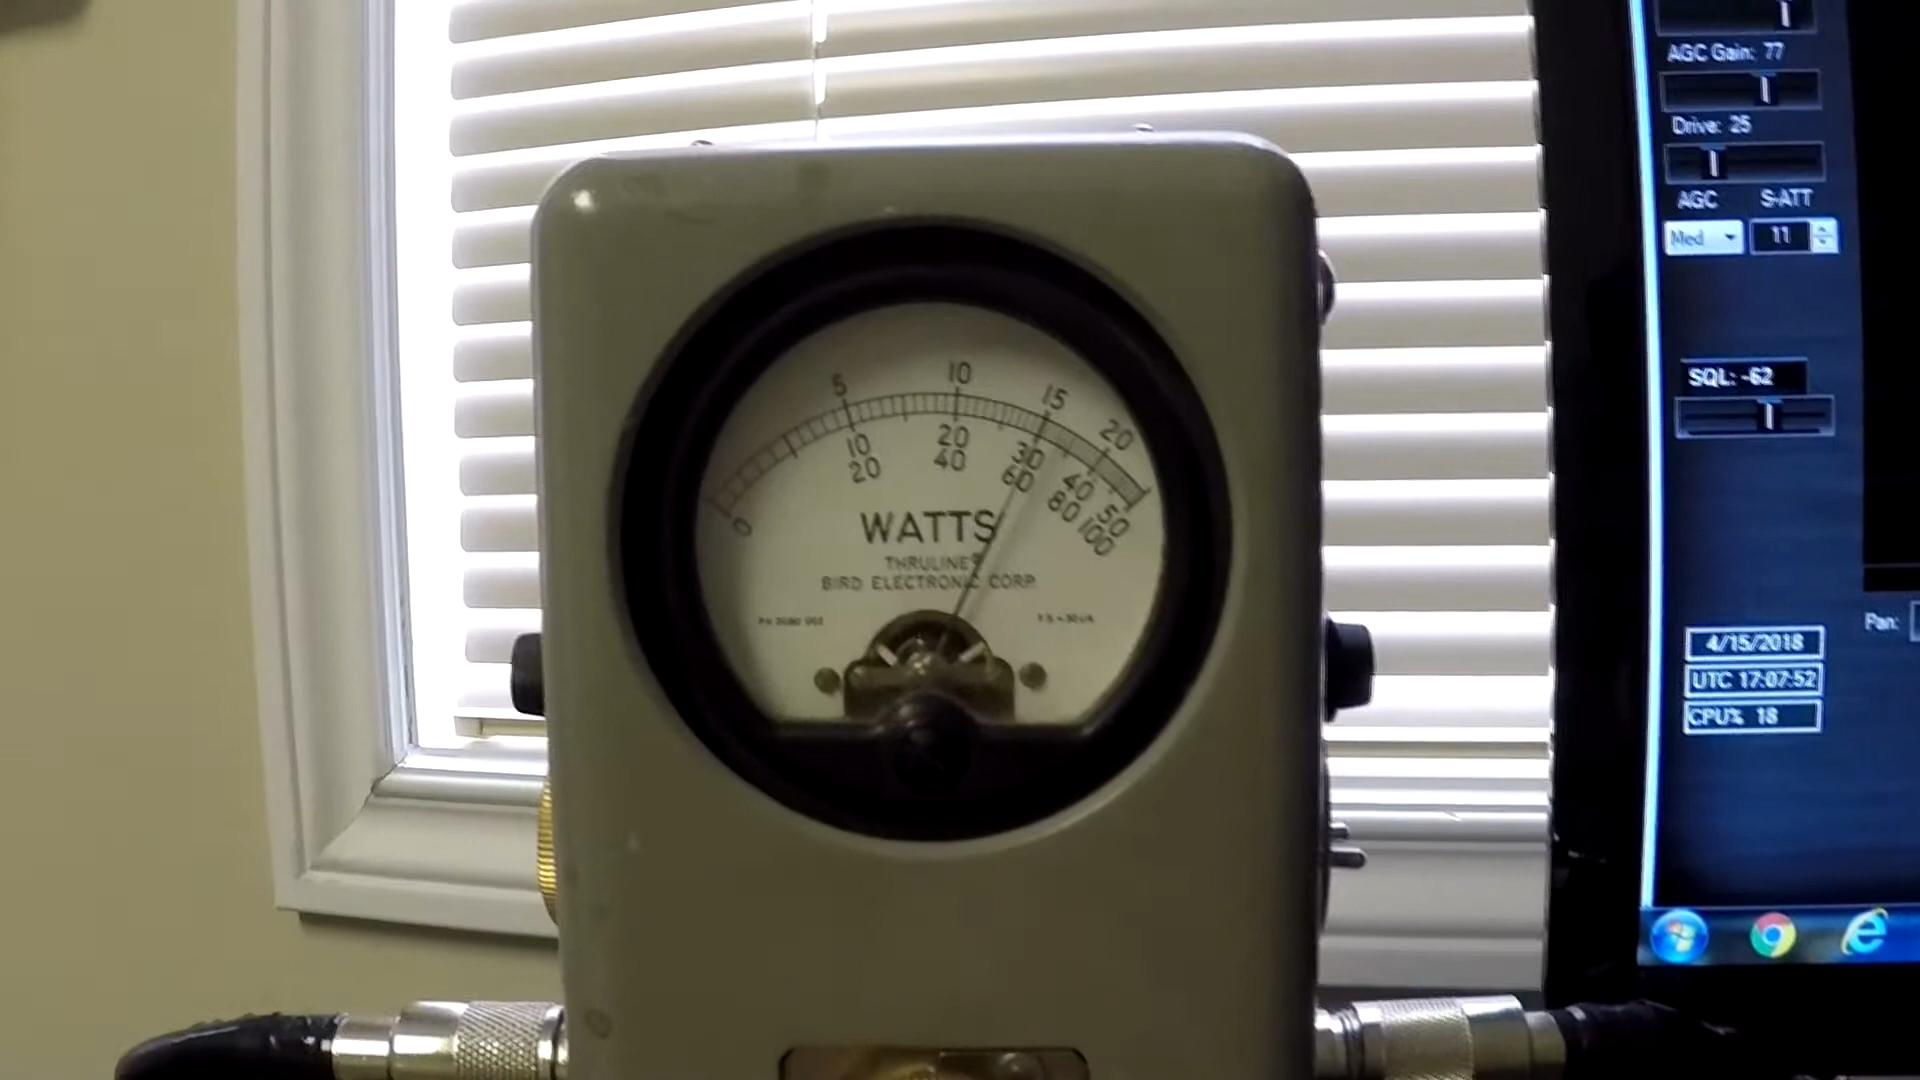 5 10 15 20
0 10 20 30 40 50
20 40 60 80 100
WATTS
THRULINE®
BIRD ELECTRONIC CORP.
AGC Gain: 77
Drive: 25
AGC S-ATT
Med 11
SQL: -62
Pan:
4/15/2018
UTC 17:07:52
CPU% 18